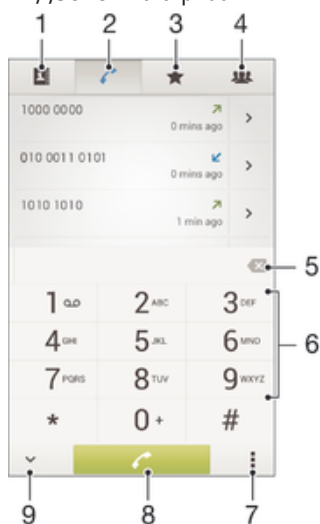 1 2 3 4
1000 0000
0 mins ago
010 0011 0101
0 mins ago
1010 1010
1 min ago
5
1 2 ABC 3 DEF
4 GHI 5 JKL 6 MNO
6
7 PQRS 8 TUV 9 WXYZ
* 0 + #
9 8 7